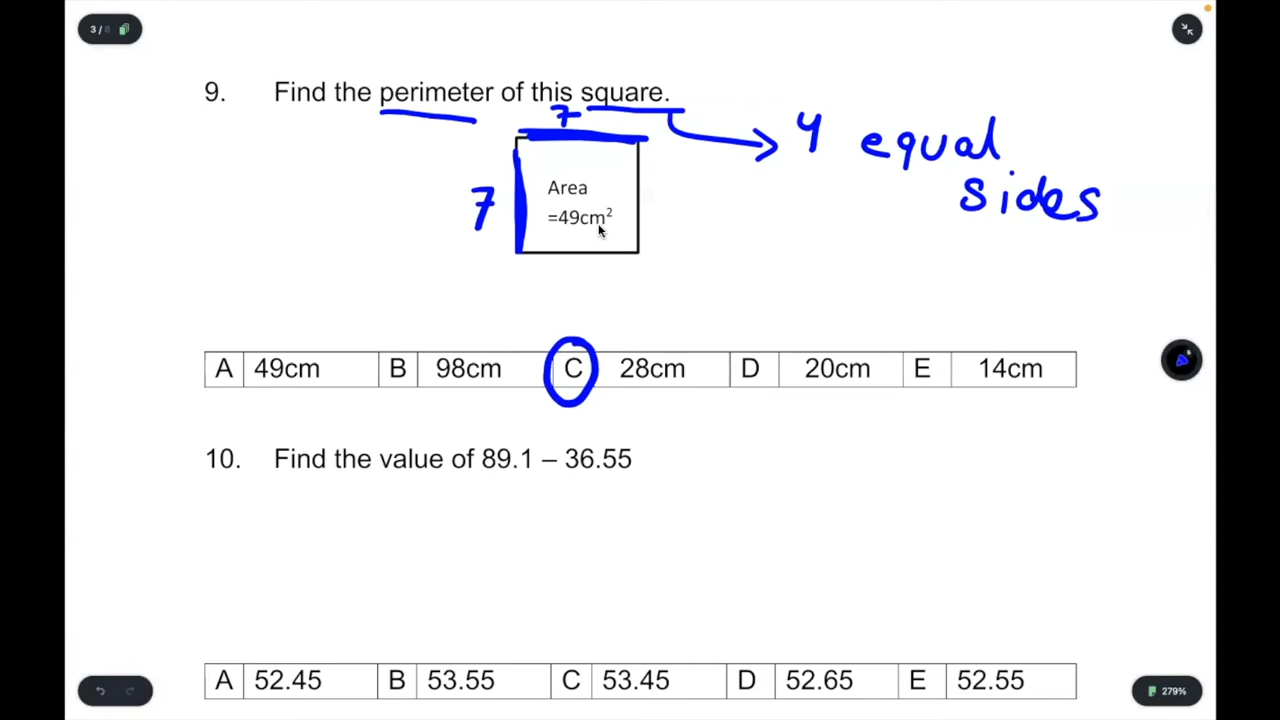 3 / 8
9. Find the perimeter of this square.
7
4 equal
sides
7
Area
=49cm²
A 49cm B 98cm C 28cm D 20cm E 14cm
10. Find the value of 89.1 – 36.55
A 52.45 B 53.55 C 53.45 D 52.65 E 52.55
279%